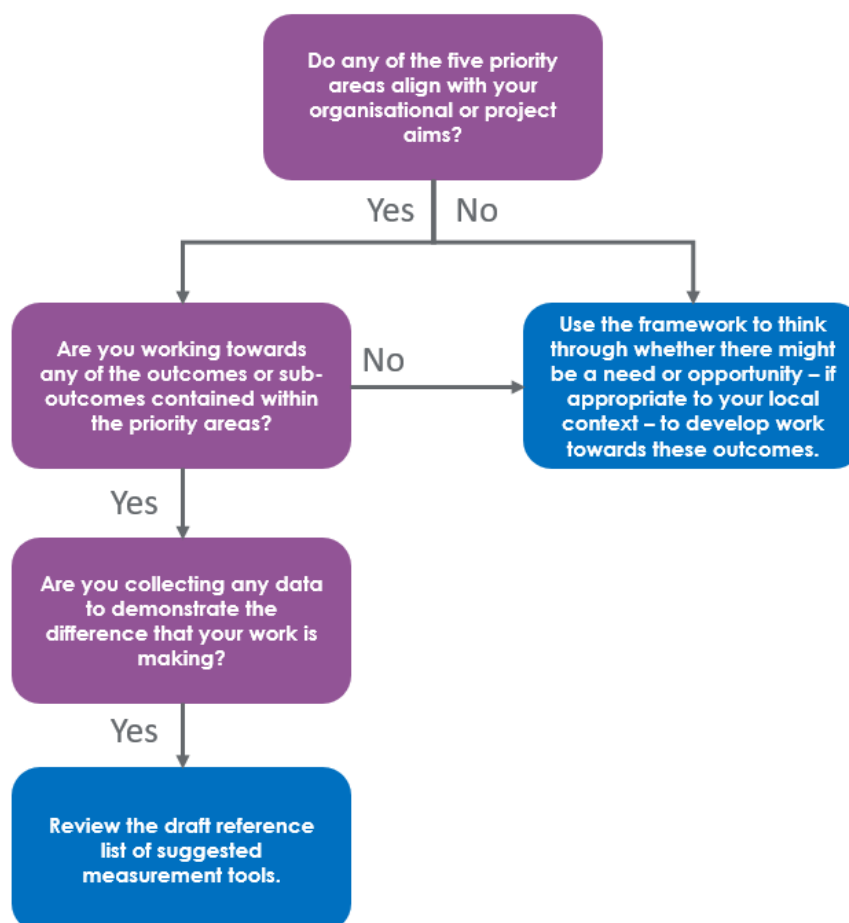 Do any of the five priority
areas align with your
organisational or project
aims?
Yes
No
Are you working towards
any of the outcomes or sub-
outcomes contained within
the priority areas?
No
Use the framework to think
through whether there might
be a need or opportunity – if
appropriate to your local
context – to develop work
towards these outcomes.
Yes
Are you collecting any data
to demonstrate the
difference that your work is
making?
Yes
Review the draft reference
list of suggested
measurement tools.